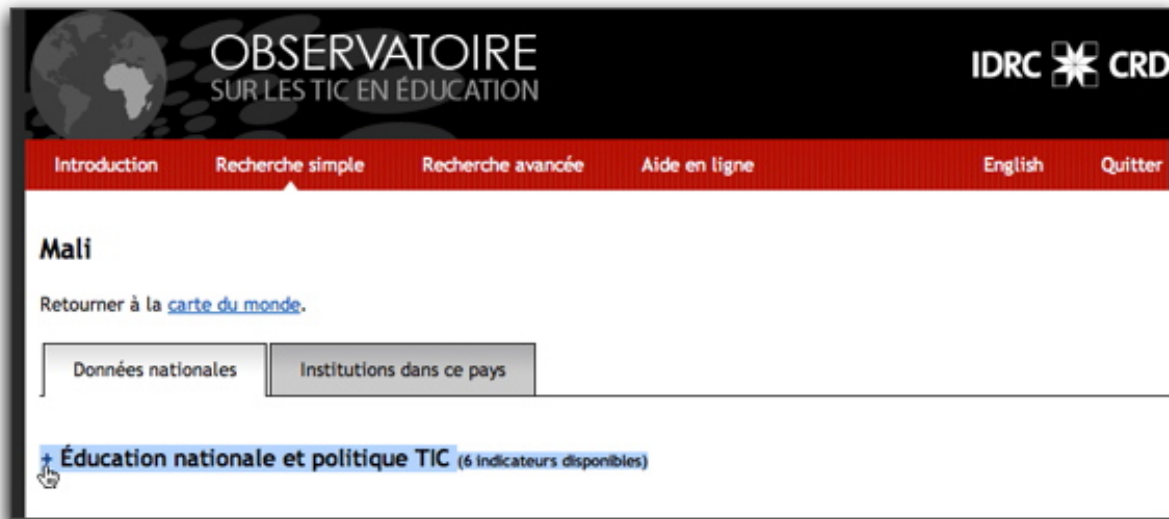 OBSERVATOIRE
SUR LES TIC EN ÉDUCATION
IDRC CRD
Introduction Recherche simple Recherche avancée Aide en ligne English Quitter
Mali
Retourner à la carte du monde.
Données nationales Institutions dans ce pays
+ Éducation nationale et politique TIC (6 indicateurs disponibles)